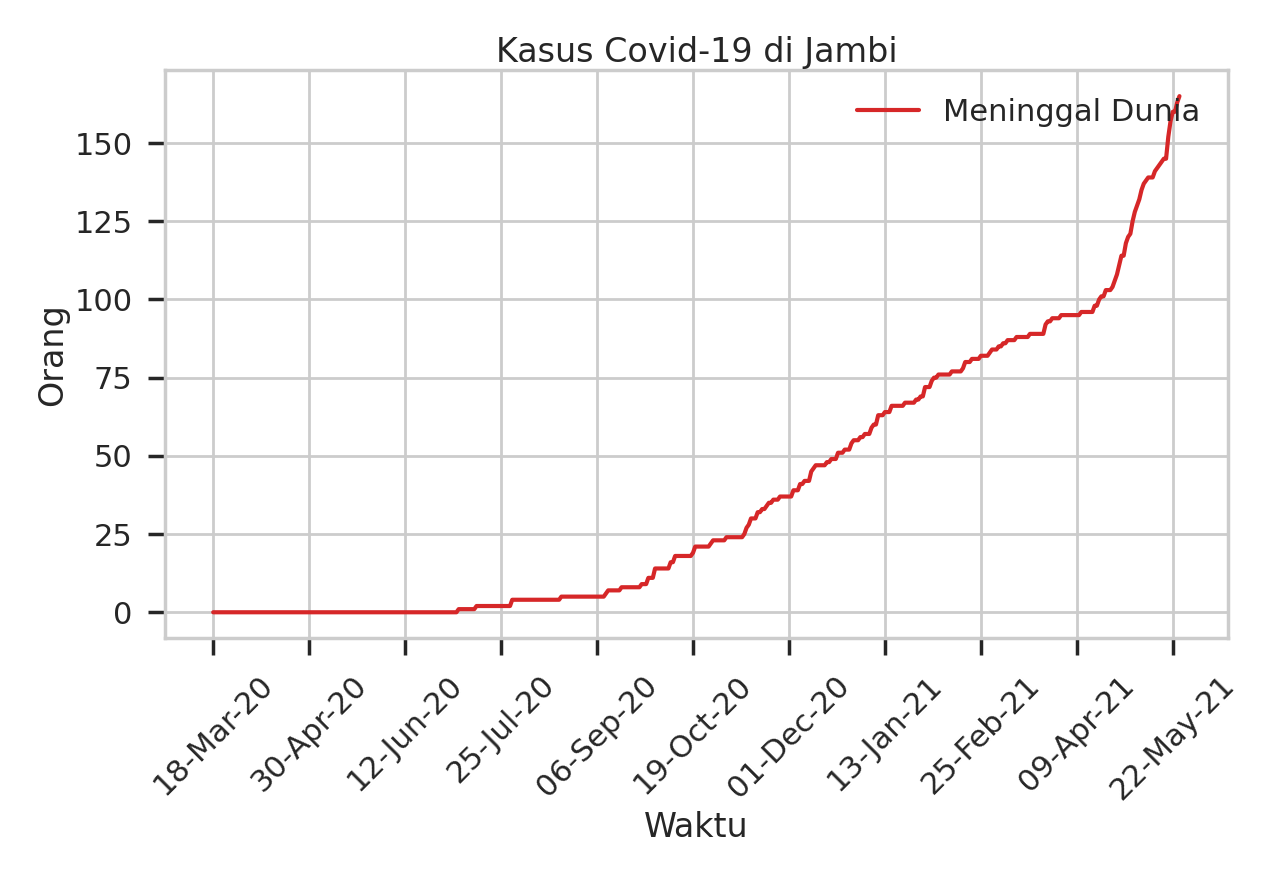 Kasus Covid-19 di Jambi
Meninggal Dunia
150
125
100
75
50
25
0
Orang
18-Mar-20
30-Apr-20
12-Jun-20
25-Jul-20
06-Sep-20
19-Oct-20
01-Dec-20
13-Jan-21
25-Feb-21
09-Apr-21
22-May-21
Waktu